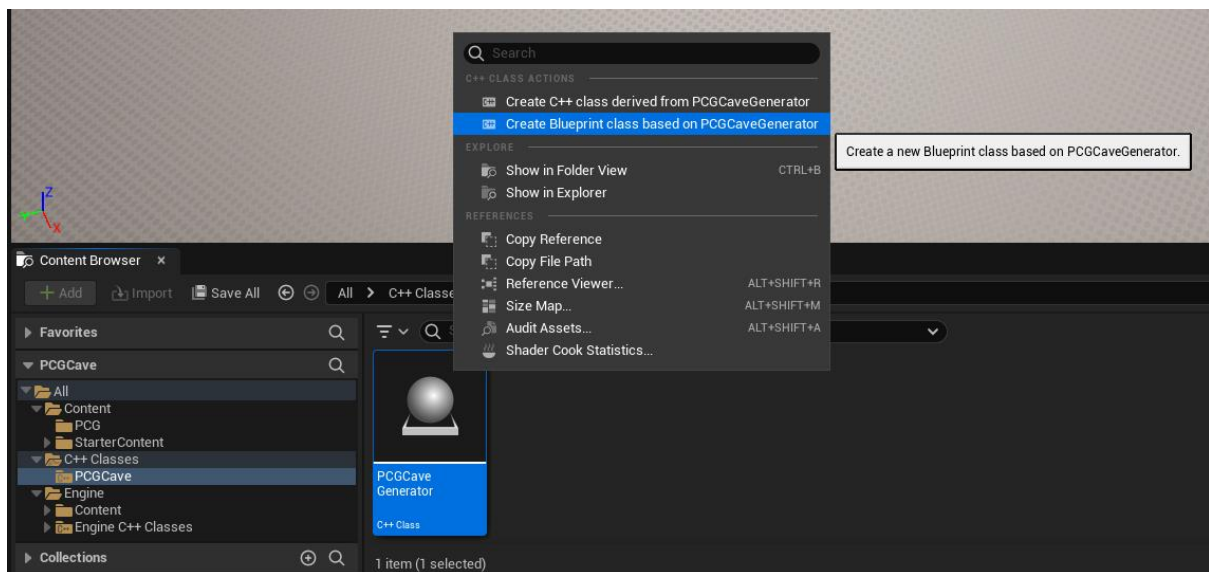 Search
C++ CLASS ACTIONS
Create C++ class derived from PCGCaveGenerator
Create Blueprint class based on PCGCaveGenerator
Create a new Blueprint class based on PCGCaveGenerator.
EXPLORE
Show in Folder View CTRL+B
Show in Explorer
REFERENCES
Copy Reference
Copy File Path
Reference Viewer... ALT+SHIFT+R
Size Map... ALT+SHIFT+M
Audit Assets... ALT+SHIFT+A
Shader Cook Statistics...
Z
X
Content Browser
Add Import Save All All C++ Classe
Favorites
PCGCave
All
Content
PCG
StarterContent
C++ Classes
PCGCave
Engine
Content
Engine C++ Classes
Collections
PCGCave
Generator
C++ Class
1 item (1 selected)